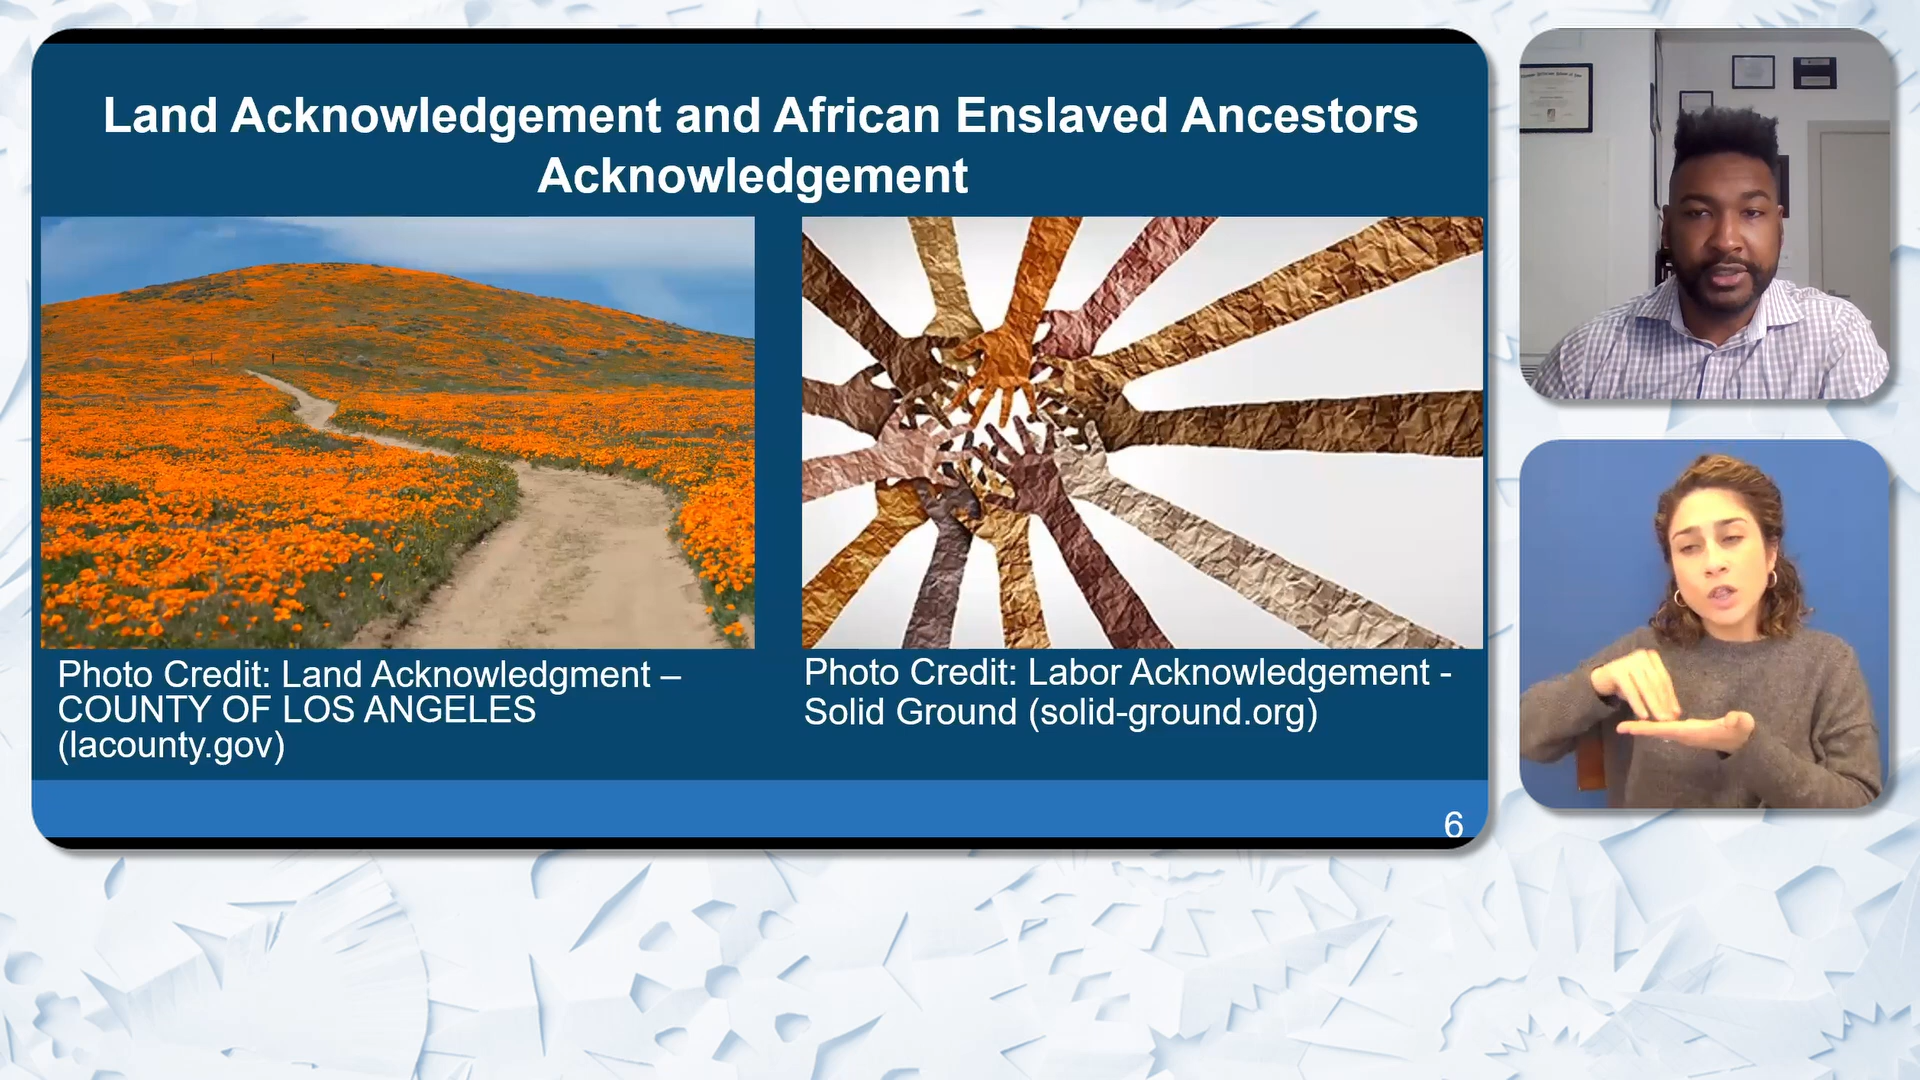 Land Acknowledgement and African Enslaved Ancestors
Acknowledgement
Photo Credit: Land Acknowledgment –
COUNTY OF LOS ANGELES
(lacounty.gov)
Photo Credit: Labor Acknowledgement -
Solid Ground (solid-ground.org)
6